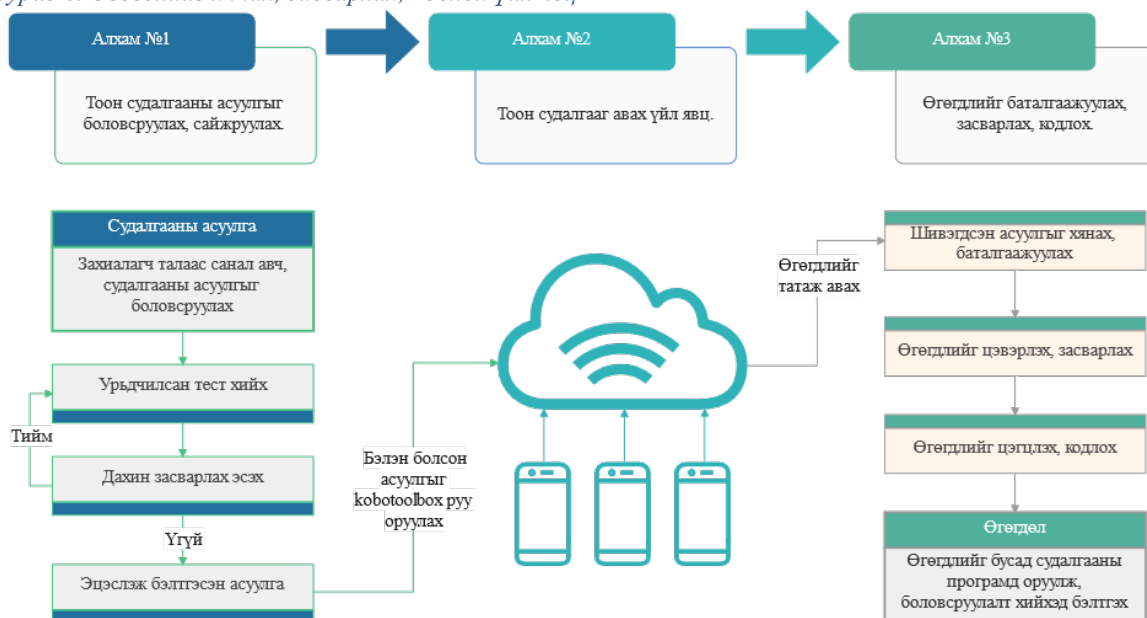 Алхам №1
Алхам №2
Алхам №3
Тоон судалгааны асуулгыг
боловсруулах, сайжруулах.
Тоон судалгааг авах үйл явц.
Өгөгдлийг баталгаажуулах,
засварлах, кодлох.
Судалгааны асуулга
Захиалагч талаас санал авч,
судалгааны асуулгыг
боловсруулах
Урьдчилсан тест хийх
Тийм
Дахин засварлах эсэх
Үгүй
Эцэслэж бэлтгэсэн асуулга
Бэлэн болсон
асуулгыг
kobotoolbox руу
оруулах
Өгөгдлийг
татаж авах
Шивэгдсэн асуулгыг хянах,
баталгаажуулах
Өгөгдлийг цэвэрлэх, засварлах
Өгөгдлийг цэгцлэх, кодлох
Өгөгдөл
Өгөгдлийг бусад судалгааны
програмд оруулж,
боловсруулалт хийхэд бэлтгэх